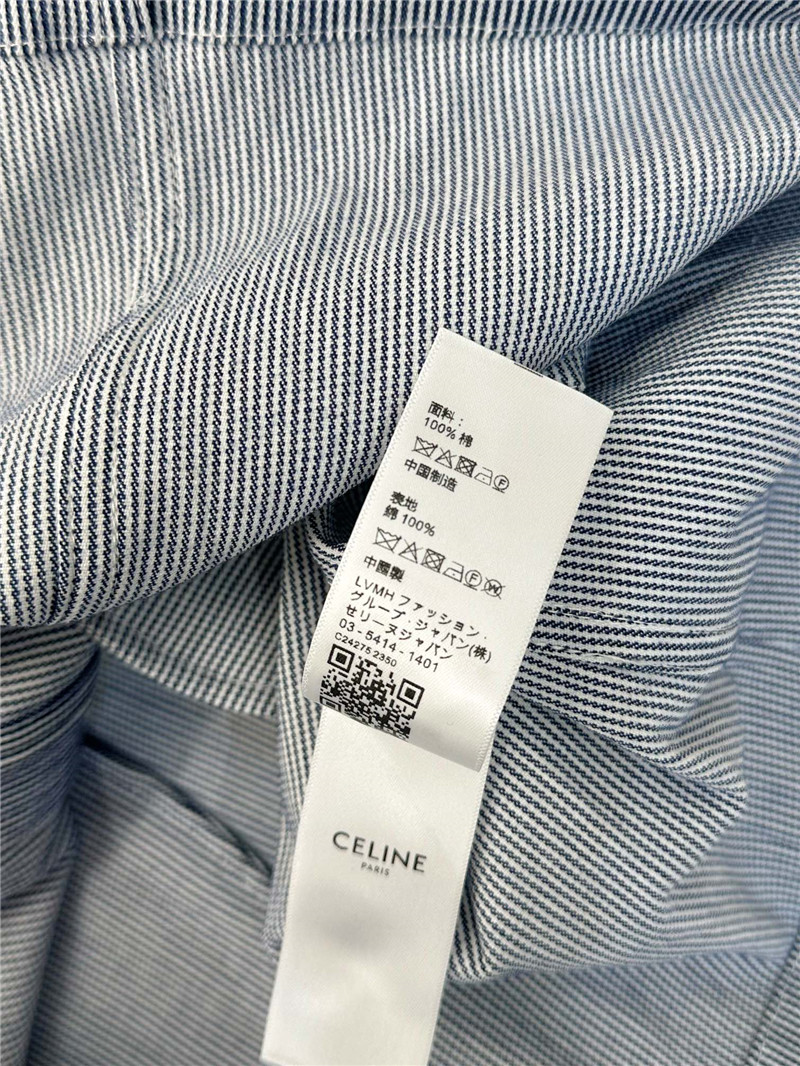 面料：
100% 棉
中国制造
表地
綿 100%
中國製
LVMH ファッション・
グループ・ジャパン(株)
セリーヌジャパン
03-5414-1401
C24275 2350
CELINE
PARIS